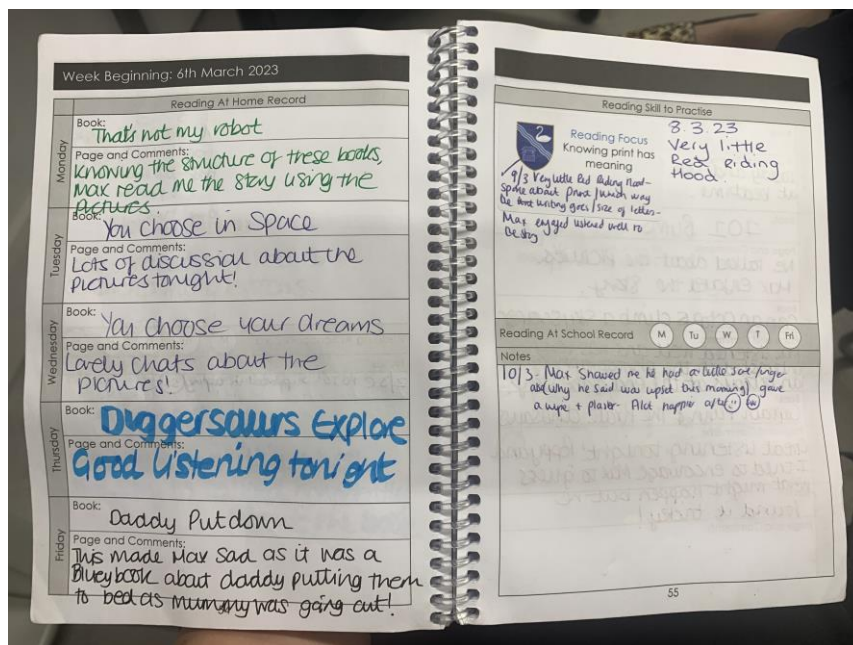 Week Beginning: 6th March 2023
Reading At Home Record
Monday
Book:
That's not my robot
Page and Comments:
Knowing the structure of these books,
Max read me the story using the
pictures.
Tuesday
Book:
You choose in Space
Page and Comments:
Lots of discussion about the
pictures tonight!
Wednesday
Book:
You choose your dreams
Page and Comments:
Lovely chats about the
pictures!
Thursday
Book:
Diggersaurs Explore
Page and Comments:
Good Listening tonight
Friday
Book:
Daddy Putdown
Page and Comments:
This made Max sad as it was a
Bluey book about daddy putting them
to bed as mummy was going out!
Reading Skill to Practise
Reading Focus
Knowing print has
meaning
8.3.23
Very little
Red Riding
Hood.
9/3 Very little Red Riding Hood-
spoke about print/which way
the writing goes/size of letters-
Max engaged listened well to
the story
Reading At School Record
M Tu W T Fri
Notes
10/3- Max showed me he had a little sore finger
and (why he said was upset this morning) gave
a wipe + plaster. Alot happier after
55